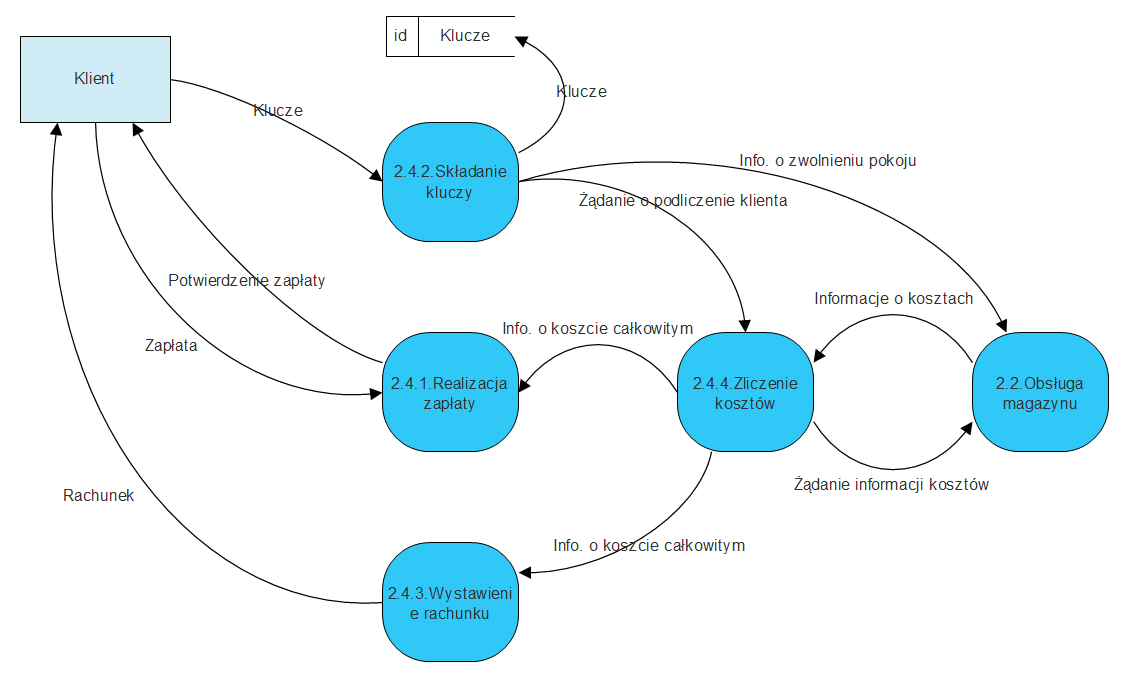 id
Klucze
Klient
Klucze
Klucze
2.4.2.Składanie
kluczy
Info. o zwolnieniu pokoju
Żądanie o podliczenie klienta
Potwierdzenie zapłaty
Informacje o kosztach
Info. o koszcie całkowitym
Zapłata
2.4.1.Realizacja
zapłaty
2.4.4.Zliczenie
kosztów
2.2.Obsługa
magazynu
Żądanie informacji kosztów
Rachunek
Info. o koszcie całkowitym
2.4.3.Wystawieni
e rachunku